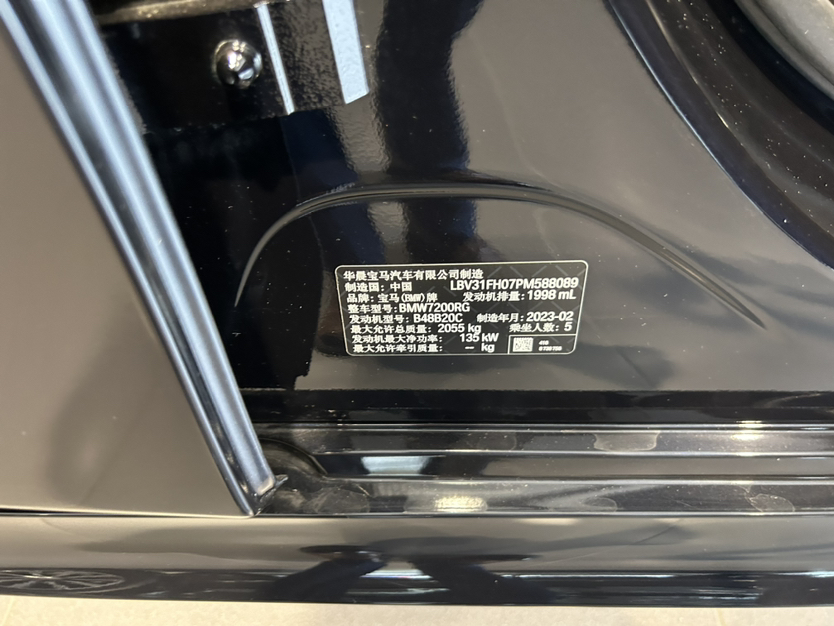 华晨宝马汽车有限公司制造
制造国：中国 LBV31FH07PM588089
品牌：宝马(BMW)牌 发动机排量：1998 mL
整车型号：BMW7200RG
发动机型号：B48B20C 制造年月：2023-02
最大允许总质量： 2055 kg 乘坐人数：5
发动机最大净功率： 135 kW
最大允许牵引质量： — kg